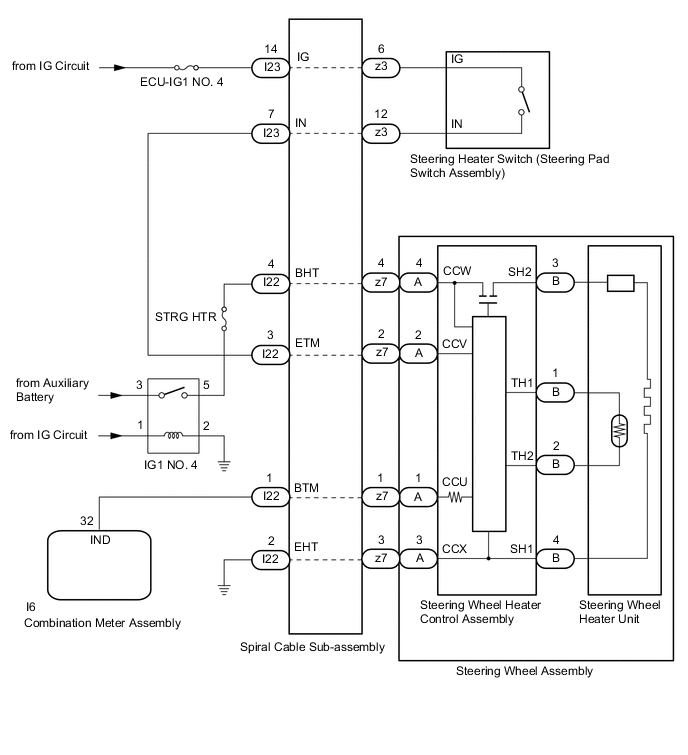 14
IG
6
IG
from IG Circuit
I23
z3
ECU-IG1 NO. 4
7
IN
12
IN
I23
z3
Steering Heater Switch (Steering Pad
Switch Assembly)
4
BHT
4
4
CCW
SH2
3
I22
z7
A
B
STRG HTR
3
ETM
2
2
CCV
I22
z7
A
from Auxiliary
Battery
3
5
TH1
1
B
from IG Circuit
1
2
TH2
2
B
IG1 NO. 4
1
BTM
1
1
CCU
I22
z7
A
32
IND
2
EHT
3
3
CCX
SH1
4
I22
z7
A
B
I6
Combination Meter Assembly
Steering Wheel Heater
Control Assembly
Steering Wheel
Heater Unit
Spiral Cable Sub-assembly
Steering Wheel Assembly